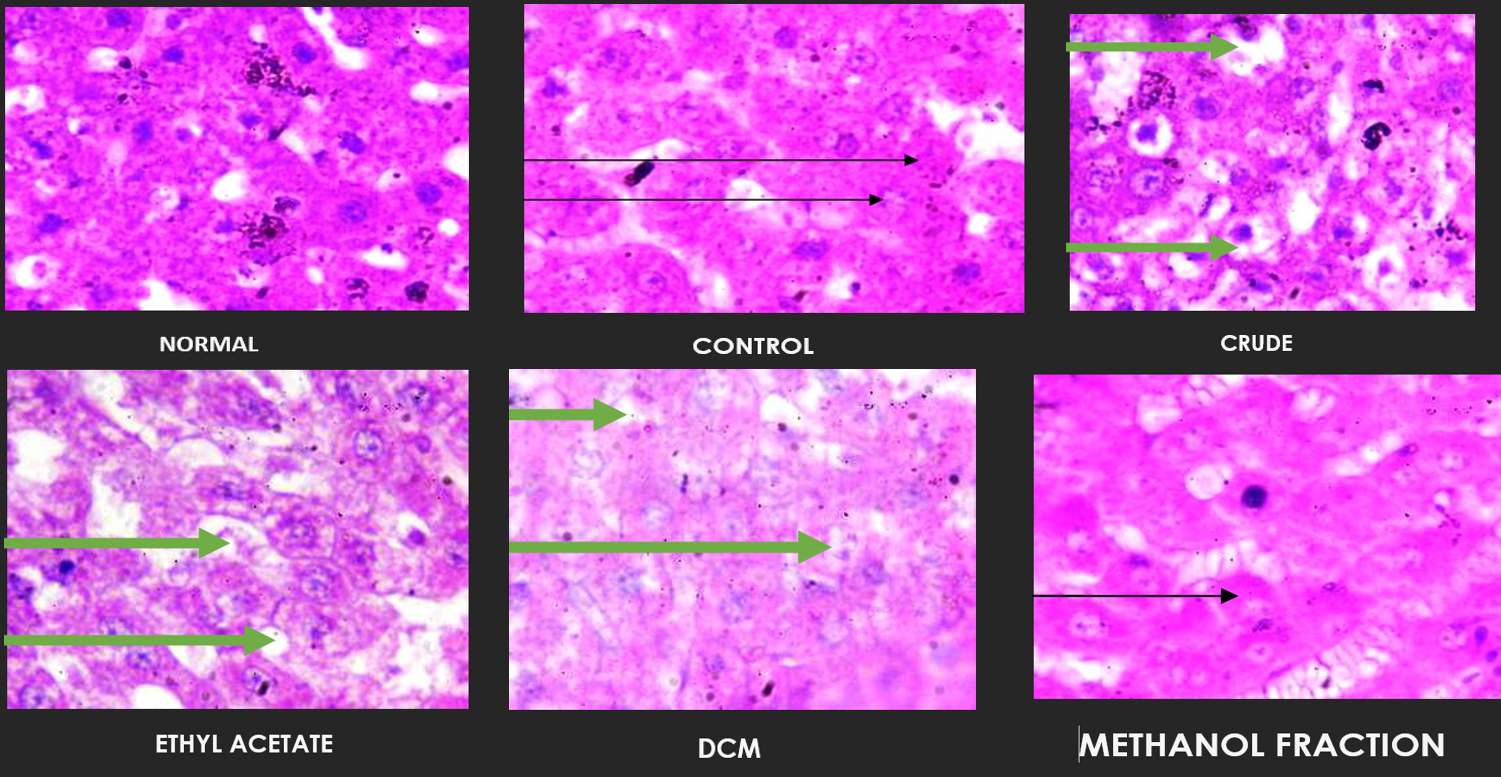 NORMAL
CONTROL
CRUDE
ETHYL ACETATE
DCM
METHANOL FRACTION